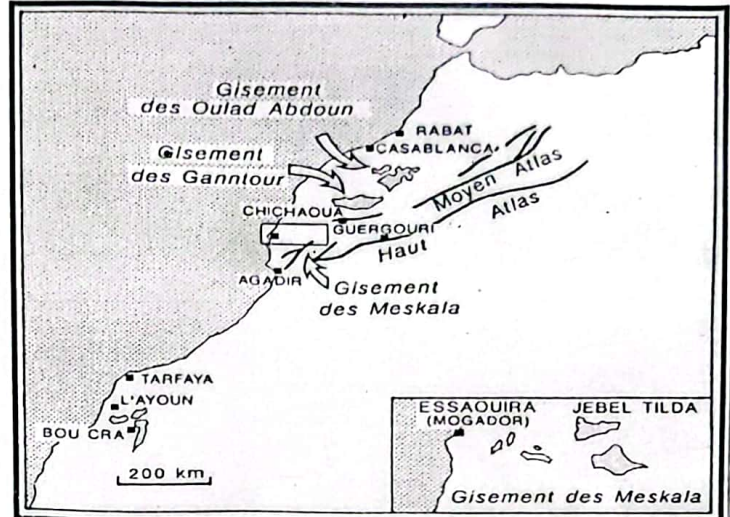 Gisement
des Oulad Abdoun
RABAT
CASABLANCA
Gisement
des Ganntour
Moyen Atlas
CHICHAOUA
Atlas
GUERGOURI
Haut
AGADIR
Gisement
des Meskala
TARFAYA
L'AYOUN
BOU CRA
200 km
ESSAOUIRA
(MOGADOR)
JEBEL TILDA
Gisement des Meskala